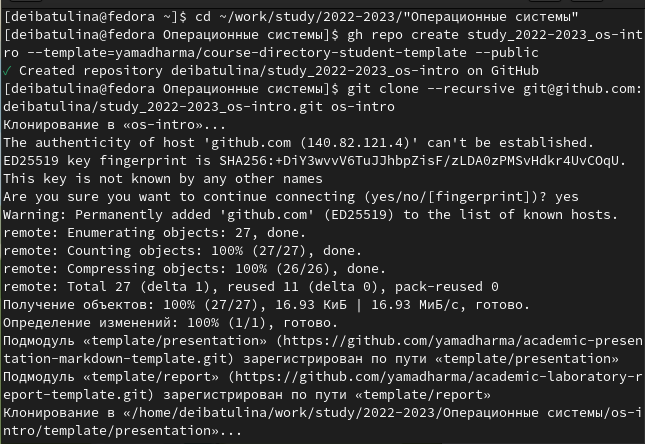 [deibatulina@fedora ~]$ cd ~/work/study/2022-2023/"Операционные системы"
[deibatulina@fedora Операционные системы]$ gh repo create study_2022-2023_os-int
ro --template=yamadharma/course-directory-student-template --public
✓ Created repository deibatulina/study_2022-2023_os-intro on GitHub
[deibatulina@fedora Операционные системы]$ git clone --recursive git@github.com:
deibatulina/study_2022-2023_os-intro.git os-intro
Клонирование в «os-intro»...
The authenticity of host 'github.com (140.82.121.4)' can't be established.
ED25519 key fingerprint is SHA256:+DiY3wvvV6TuJJhbpZisF/zLDA0zPMSvHdkr4UvCOqU.
This key is not known by any other names
Are you sure you want to continue connecting (yes/no/[fingerprint])? yes
Warning: Permanently added 'github.com' (ED25519) to the list of known hosts.
remote: Enumerating objects: 27, done.
remote: Counting objects: 100% (27/27), done.
remote: Compressing objects: 100% (26/26), done.
remote: Total 27 (delta 1), reused 11 (delta 0), pack-reused 0
Получение объектов: 100% (27/27), 16.93 КиБ | 16.93 МиБ/с, готово.
Определение изменений: 100% (1/1), готово.
Подмодуль «template/presentation» (https://github.com/yamadharma/academic-presen
tation-markdown-template.git) зарегистрирован по пути «template/presentation»
Подмодуль «template/report» (https://github.com/yamadharma/academic-laboratory-r
eport-template.git) зарегистрирован по пути «template/report»
Клонирование в «/home/deibatulina/work/study/2022-2023/Операционные системы/os-i
ntro/template/presentation»...